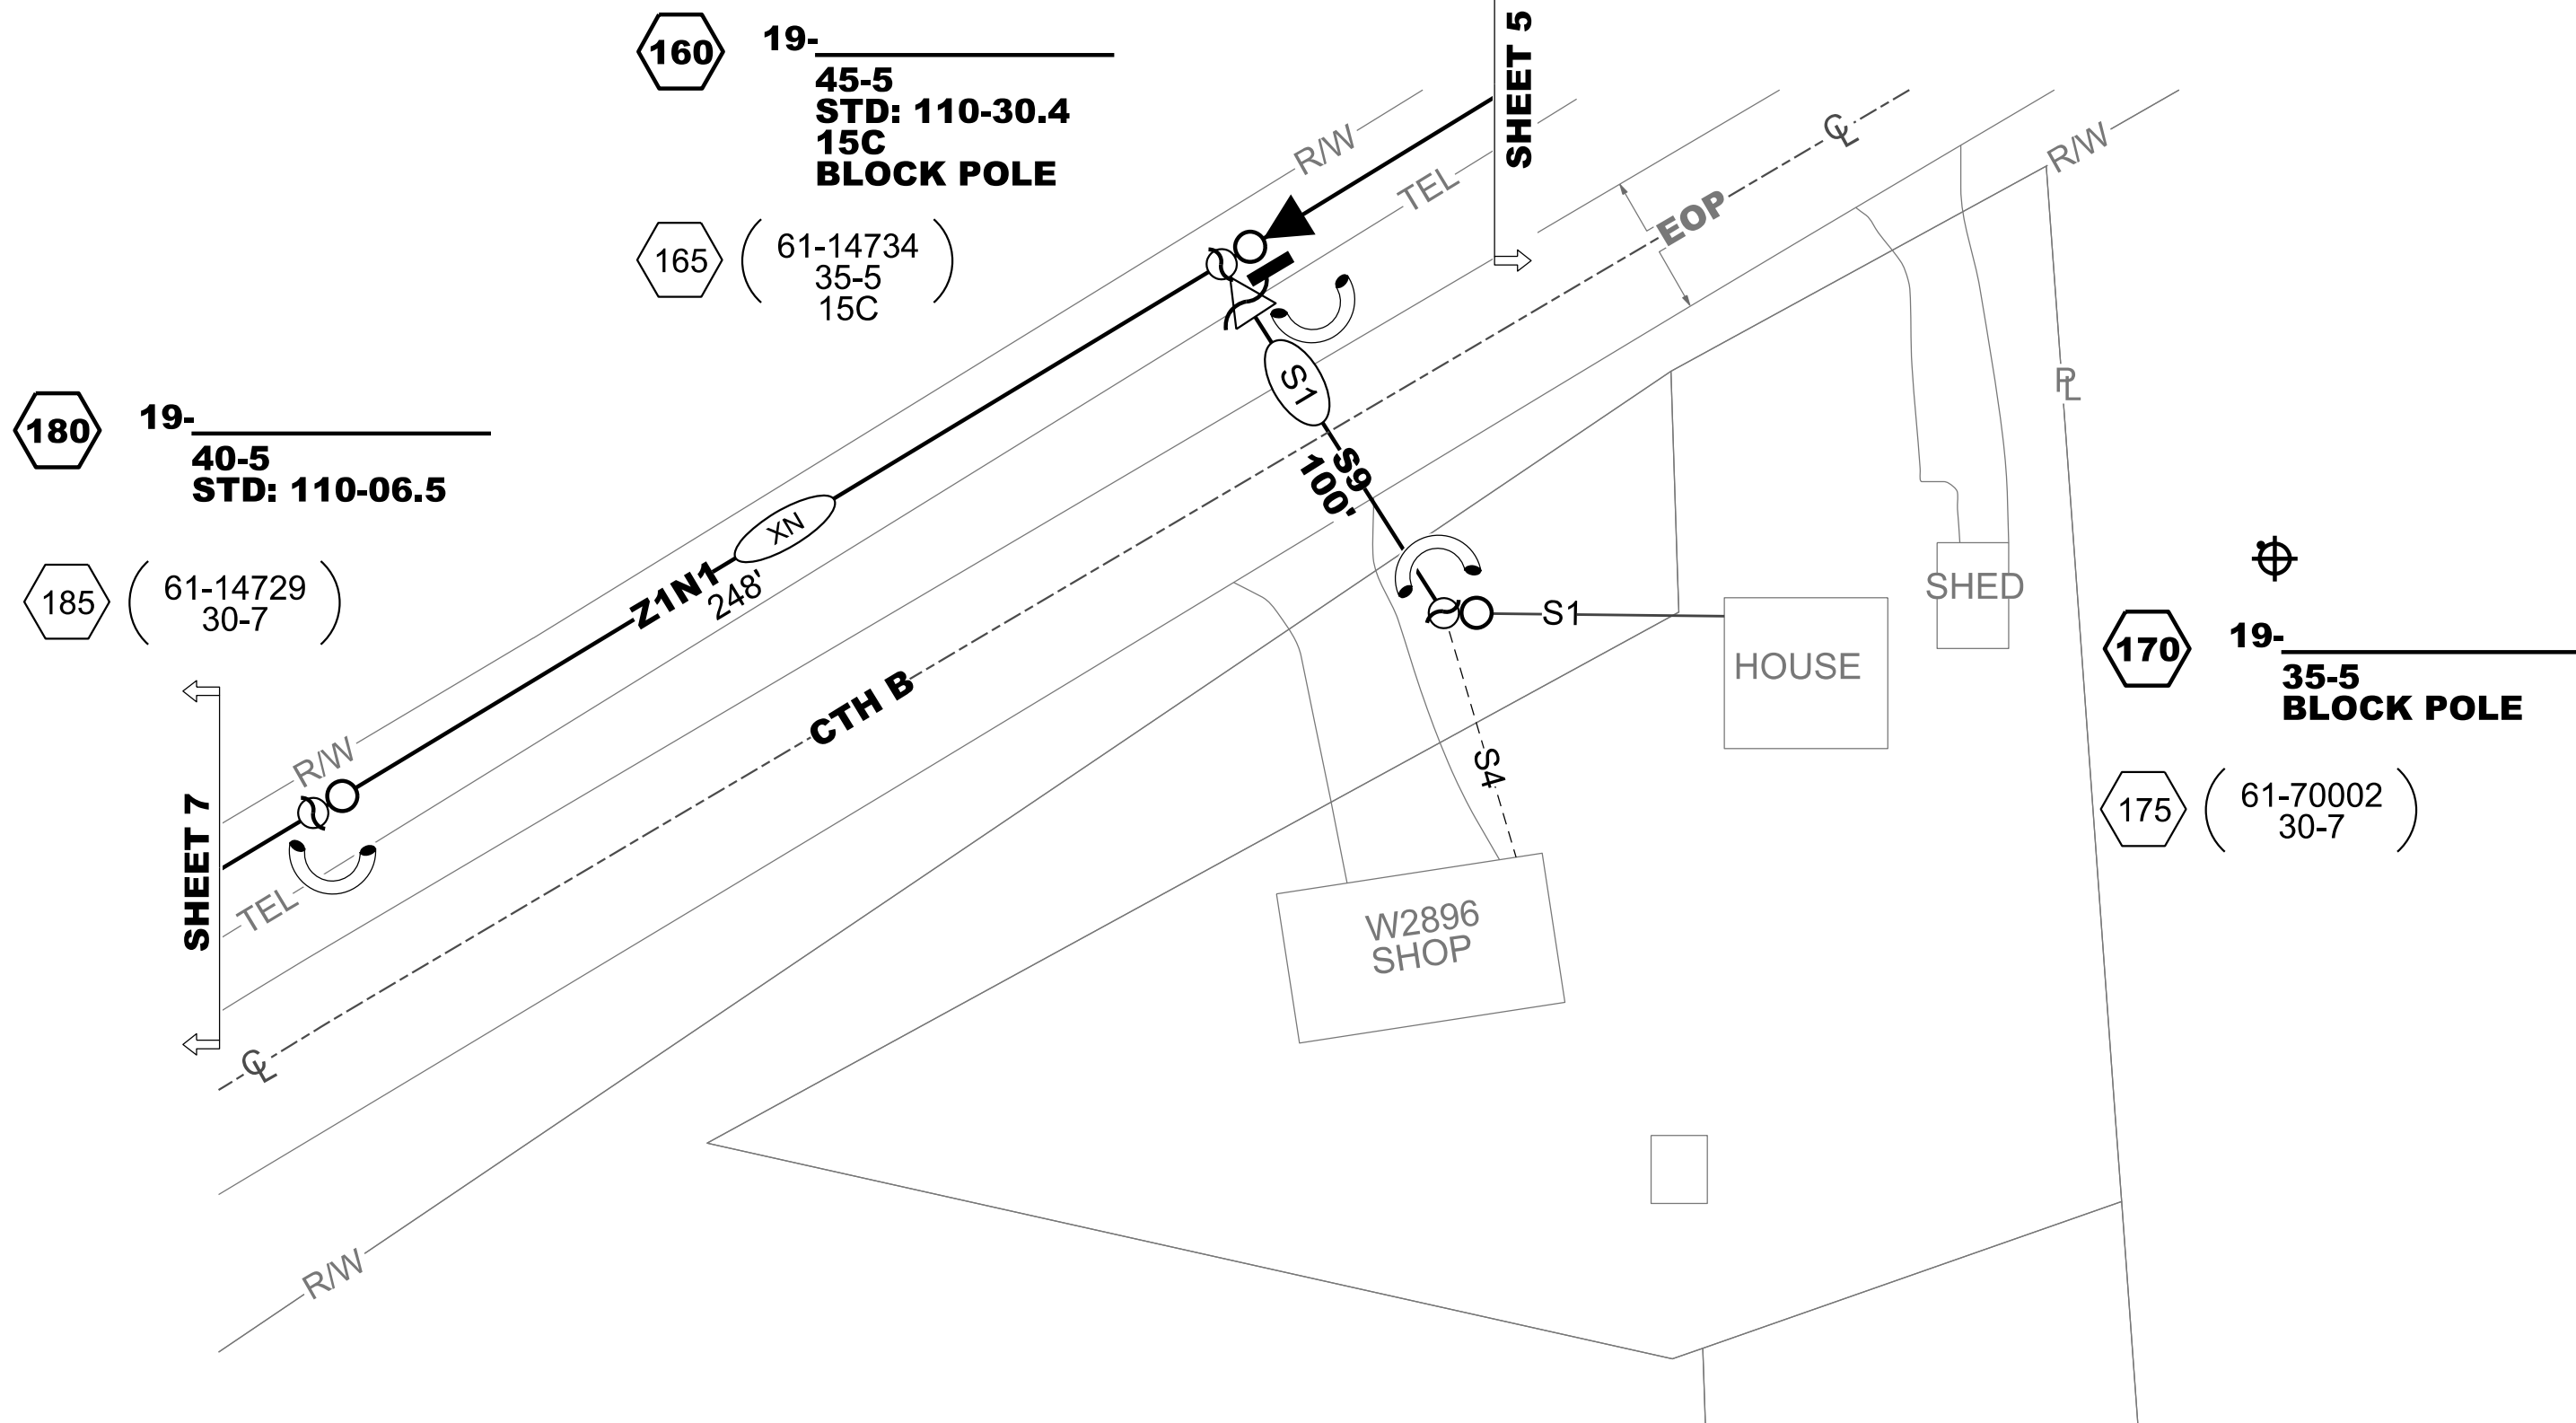 160
19-
45-5
STD: 110-30.4
15C
BLOCK POLE
165
61-14734
35-5
15C
SHEET 5
R/W
TEL
EOP
CL
R/W
PL
180
19-
40-5
STD: 110-06.5
185
61-14729
30-7
S1
S9
100'
XN
Z1N1
248'
S1
SHED
HOUSE
170
19-
35-5
BLOCK POLE
175
61-70002
30-7
CTH B
S4
R/W
SHEET 7
TEL
W2896
SHOP
CL
R/W